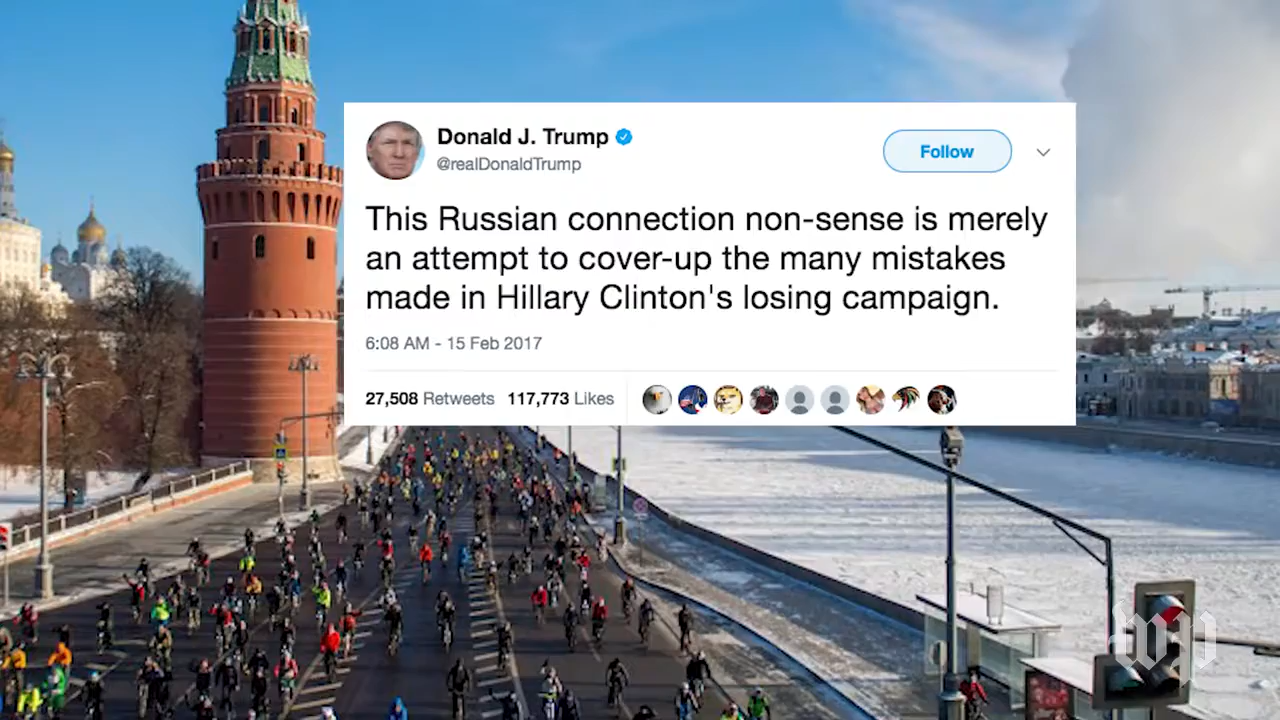 Donald J. Trump
@realDonaldTrump
Follow
This Russian connection non-sense is merely
an attempt to cover-up the many mistakes
made in Hillary Clinton's losing campaign.
6:08 AM - 15 Feb 2017
27,508 Retweets 117,773 Likes
wp